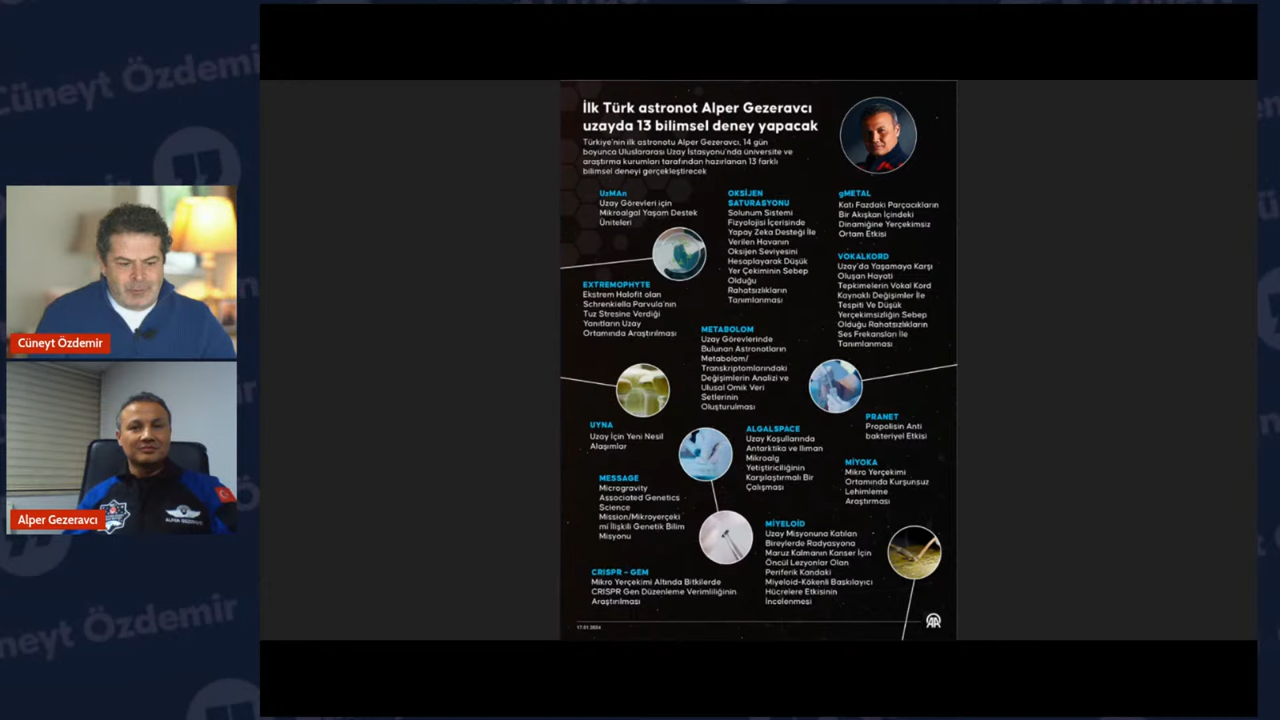 Cüneyt Özdemir
Cüneyt Özdemir
Alper Gezeravcı
İlk Türk astronot Alper Gezeravcı
uzayda 13 bilimsel deney yapacak
Türkiye'nin ilk astronotu Alper Gezeravcı, 14 gün
boyunca Uluslararası Uzay İstasyonu'nda üniversite ve
araştırma kurumları tarafından hazırlanan 13 farklı
bilimsel deneyi gerçekleştirecek
UzMAn
Uzay Görevleri için
Mikroalgal Yaşam Destek
Üniteleri
OKSİJEN
SATURASYONU
Solunum Sistemi
Fizyolojisi İçerisinde
Yapay Zeka Desteği İle
Verilen Havanın
Oksijen Seviyesini
Hesaplayarak Düşük
Yer Çekiminin Sebep
Olduğu
Rahatsızlıkların
Tanımlanması
gMETAL
Katı Fazdaki Parçacıkların
Bir Akışkan İçindeki
Dinamiğine Yerçekimsiz
Ortam Etkisi
VOKALKORD
Uzay'da Yaşamaya Karşı
Oluşan Hayati
Tepkimelerin Vokal Kord
Kaynaklı Değişimler İle
Tespiti Ve Düşük
Yerçekimsizliğin Sebep
Olduğu Rahatsızlıkların
Ses Frekansları İle
Tanımlanması
EXTREMOPHYTE
Ekstrem Halofit olan
Schrenkiella Parvula'nın
Tuz Stresine Verdiği
Yanıtların Uzay
Ortamında Araştırılması
METABOLOM
Uzay Görevlerinde
Bulunan Astronotların
Metabolom/
Transkriptomlarındaki
Değişimlerin Analizi ve
Ulusal Omik Veri
Setlerinin
Oluşturulması
PRANET
Propolisin Anti
bakteriyel Etkisi
UYNA
Uzay İçin Yeni Nesil
Alaşımlar
ALGALSPACE
Uzay Koşullarında
Antarktika ve Iliman
Mikroalg
Yetiştiriciliğinin
Karşılaştırmalı Bir
Çalışması
MİYOKA
Mikro Yerçekimi
Ortamında Kurşunsuz
Lehimleme
Araştırması
MESSAGE
Microgravity
Associated Genetics
Science
Mission/Mikroyerçeki
mi İlişkili Genetik Bilim
Misyonu
MİYELOİD
Uzay Misyonuna Katılan
Bireylerde Radyasyona
Maruz Kalmanın Kanser İçin
Öncül Lezyonlar Olan
Periferik Kandaki
Miyeloid-Kökenli Baskılayıcı
Hücrelere Etkisinin
İncelenmesi
CRISPR - GEM
Mikro Yerçekimi Altında Bitkilerde
CRISPR Gen Düzenleme Verimliliğinin
Araştırılması
17.01.2024
AA
neyt Özdemir